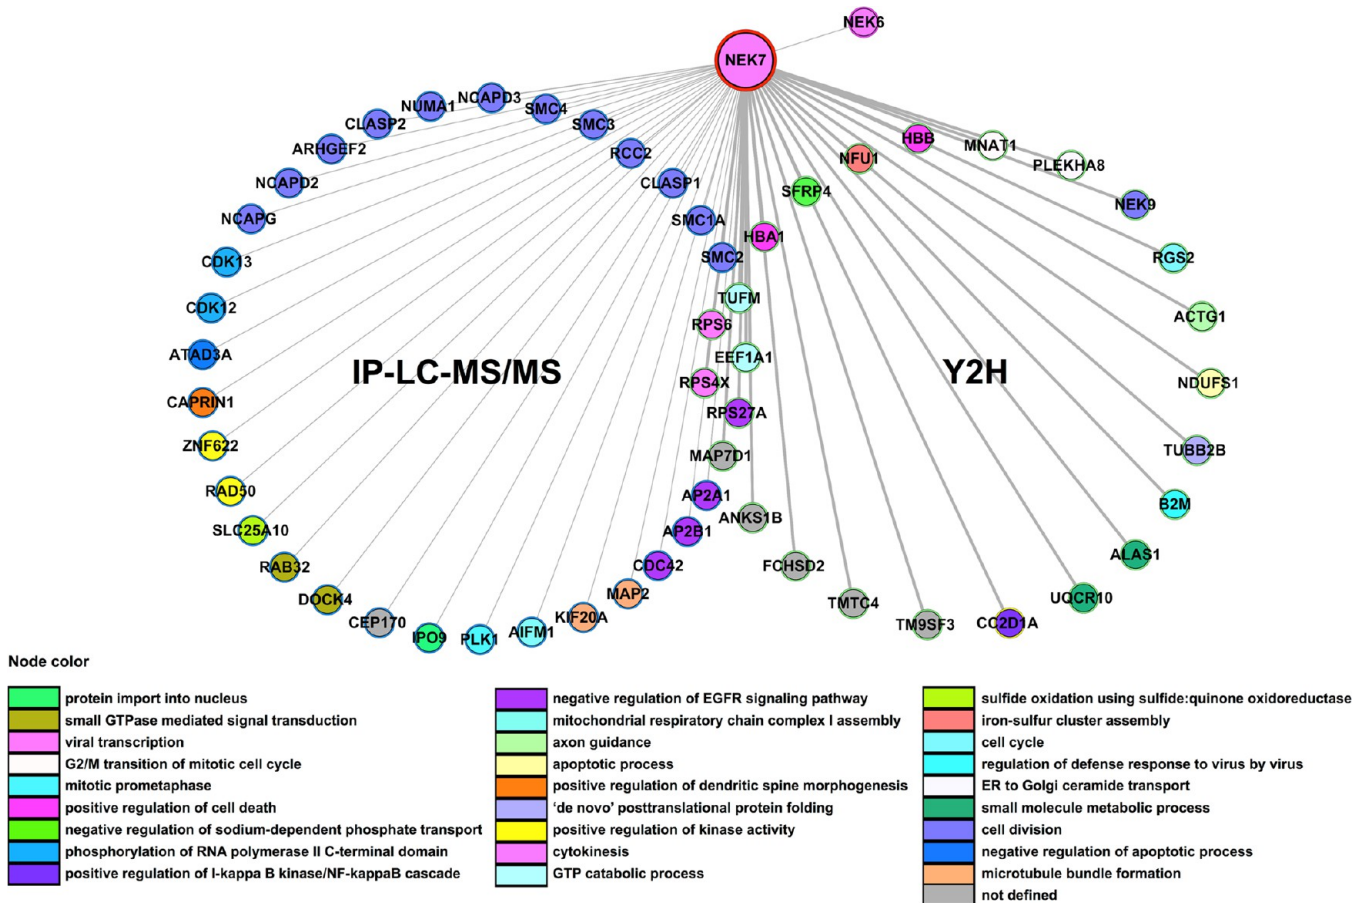 NEK6
NEK7
NCAPD3
NUMA1
SMC4
CLASP2
SMC3
ARHGEF2
RCC2
NCAPD2
CLASP1
NCAPG
SMC1A
CDK13
SMC2
CDK12
ATAD3A
CAPRIN1
ZNF622
RAD50
SLC25A10
RAB32
DOCK4
CEP170
IPO9
PLK1
AIFM1
KIF20A
MAP2
CDC42
AP2B1
AP2A1
IP-LC-MS/MS
HBB
MNAT1
NFU1
PLEKHA8
SFRP4
NEK9
HBA1
RGS2
TUFM
RPS6
ACTG1
EEF1A1
RPS4X
NDUFS1
RPS27A
TUBB2B
MAP7D1
B2M
ANKS1B
ALAS1
FCHSD2
UQCR10
TMTC4
TM9SF3
CC2D1A
Y2H
Node color
protein import into nucleus
small GTPase mediated signal transduction
viral transcription
G2/M transition of mitotic cell cycle
mitotic prometaphase
positive regulation of cell death
negative regulation of sodium-dependent phosphate transport
phosphorylation of RNA polymerase II C-terminal domain
positive regulation of I-kappa B kinase/NF-kappaB cascade
negative regulation of EGFR signaling pathway
mitochondrial respiratory chain complex I assembly
axon guidance
apoptotic process
positive regulation of dendritic spine morphogenesis
‘de novo’ posttranslational protein folding
positive regulation of kinase activity
cytokinesis
GTP catabolic process
sulfide oxidation using sulfide:quinone oxidoreductase
iron-sulfur cluster assembly
cell cycle
regulation of defense response to virus by virus
ER to Golgi ceramide transport
small molecule metabolic process
cell division
negative regulation of apoptotic process
microtubule bundle formation
not defined